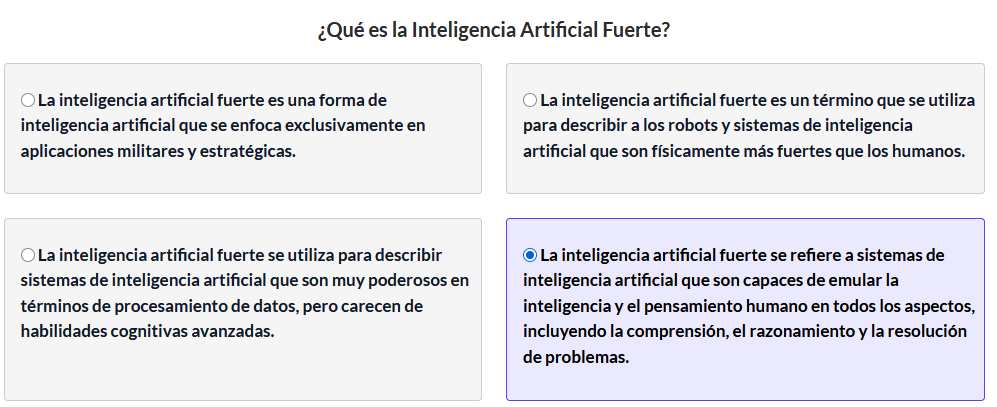 ¿Qué es la Inteligencia Artificial Fuerte?
La inteligencia artificial fuerte es una forma de
inteligencia artificial que se enfoca exclusivamente en
aplicaciones militares y estratégicas.
La inteligencia artificial fuerte es un término que se utiliza
para describir a los robots y sistemas de inteligencia
artificial que son físicamente más fuertes que los humanos.
La inteligencia artificial fuerte se utiliza para describir
sistemas de inteligencia artificial que son muy poderosos en
términos de procesamiento de datos, pero carecen de
habilidades cognitivas avanzadas.
La inteligencia artificial fuerte se refiere a sistemas de
inteligencia artificial que son capaces de emular la
inteligencia y el pensamiento humano en todos los aspectos,
incluyendo la comprensión, el razonamiento y la resolución
de problemas.